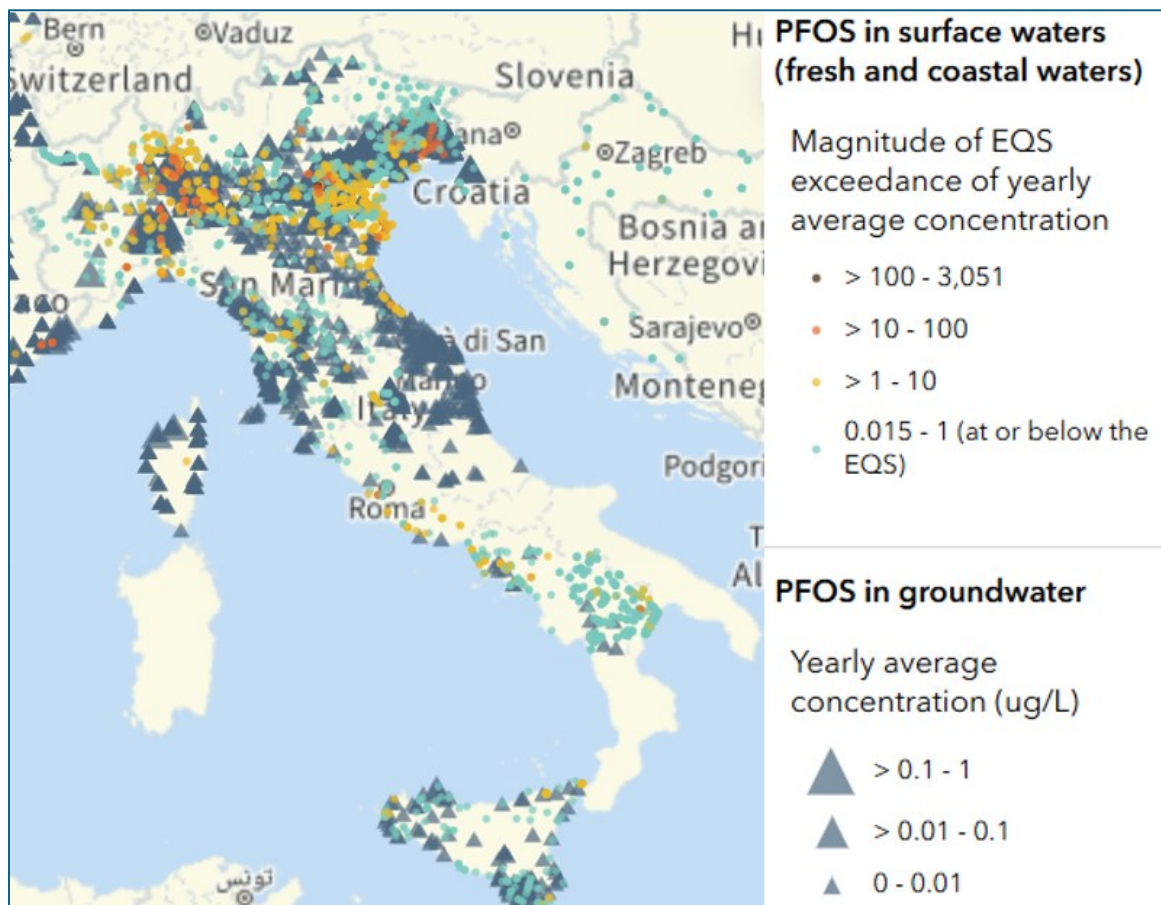 Bern
Vaduz
Switzerland
Slovenia
Zagreb
Croatia
Bosnia
Herzegovi
San Mari
Sarajevo
à di San
Italy
Monteneg
Podgori
Roma
تونس
PFOS in surface waters
(fresh and coastal waters)
Magnitude of EQS
exceedance of yearly
average concentration
> 100 - 3,051
> 10 - 100
> 1 - 10
0.015 - 1 (at or below the
EQS)
PFOS in groundwater
Yearly average
concentration (ug/L)
> 0.1 - 1
> 0.01 - 0.1
0 - 0.01